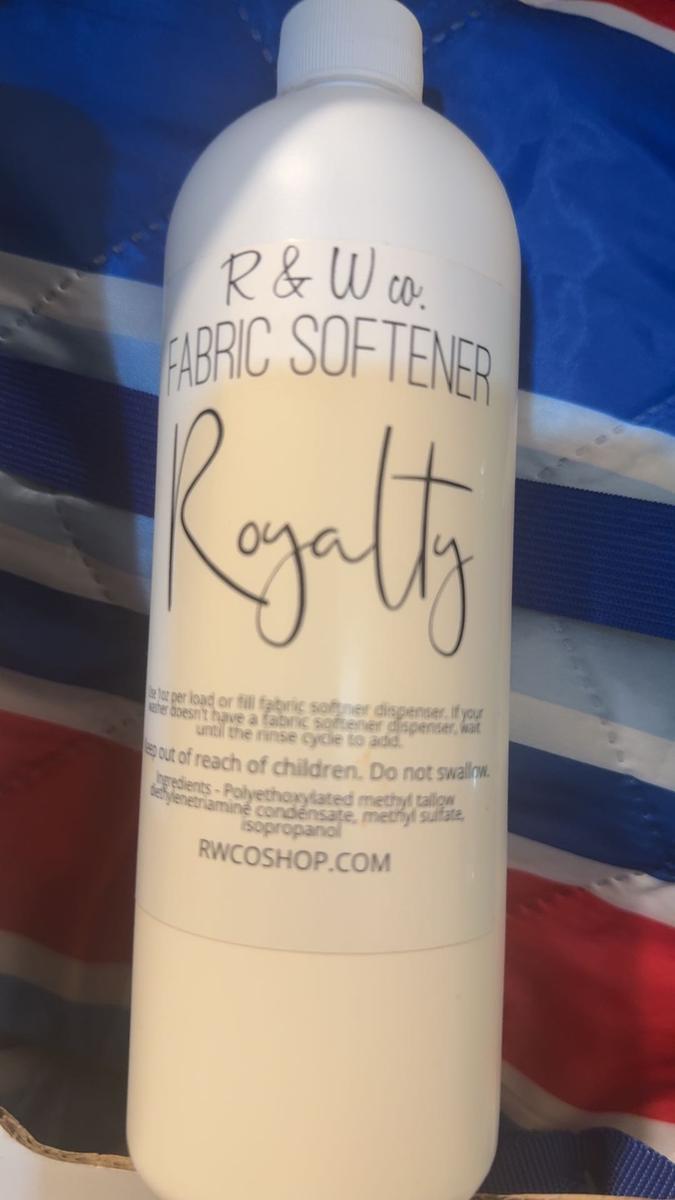 R & W co.
FABRIC SOFTENER
Royalty
Use 1oz per load or fill fabric softner dispenser. If your
washer doesn't have a fabric softener dispenser, wait
until the rinse cycle to add.
eep out of reach of children. Do not swallow.
Ingredients - Polyethoxylated methyl tallow
diethylenetriamine condensate, methyl sulfate,
isopropanol
RWCOSHOP.COM